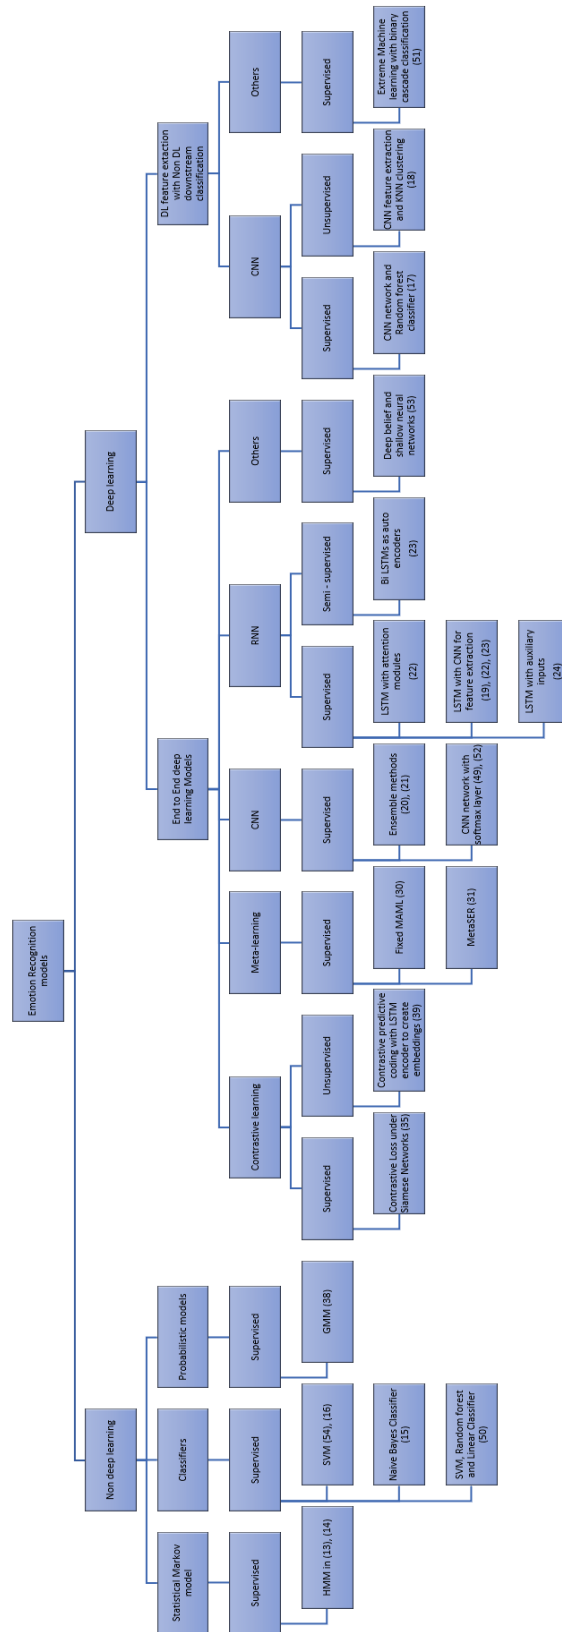 Emotion Recognition
models
Non deep learning
Deep learning
Statistical Markov
model
Classifiers
Probabilistic models
End to End deep
learning Models
DL feature extaction
with Non DL
downstream
classification
Supervised
Supervised
Supervised
Contrastive learning
Meta-learning
CNN
RNN
Others
CNN
Others
HMM in (13), (14)
SVM (54), (16)
GMM (38)
Supervised
Unsupervised
Supervised
Supervised
Supervised
Semi - supervised
Supervised
Supervised
Unsupervised
Supervised
Naive Bayes Classifier
(15)
Contrastive Loss under
Siamese Networks (35)
Contrastive predictive
coding with LSTM
encoder to create
embeddings (39)
Fixed MAML (30)
Ensemble methods
(20), (21)
LSTM with attention
modules
(22)
Bi LSTMs as auto
encoders
(23)
Deep belief and
shallow neural
networks (53)
CNN network and
Random forest
classifier (17)
CNN feature extraction
and KNN clustering
(18)
Extreme Machine
learning with binary
cascade classification
(51)
SVM, Random forest
and Linear Classifier
(50)
MetaSER (31)
CNN network with
softmax layer (49), (52)
LSTM with CNN for
feature extraction
(19), (22), (23)
LSTM with auxiliary
inputs
(24)